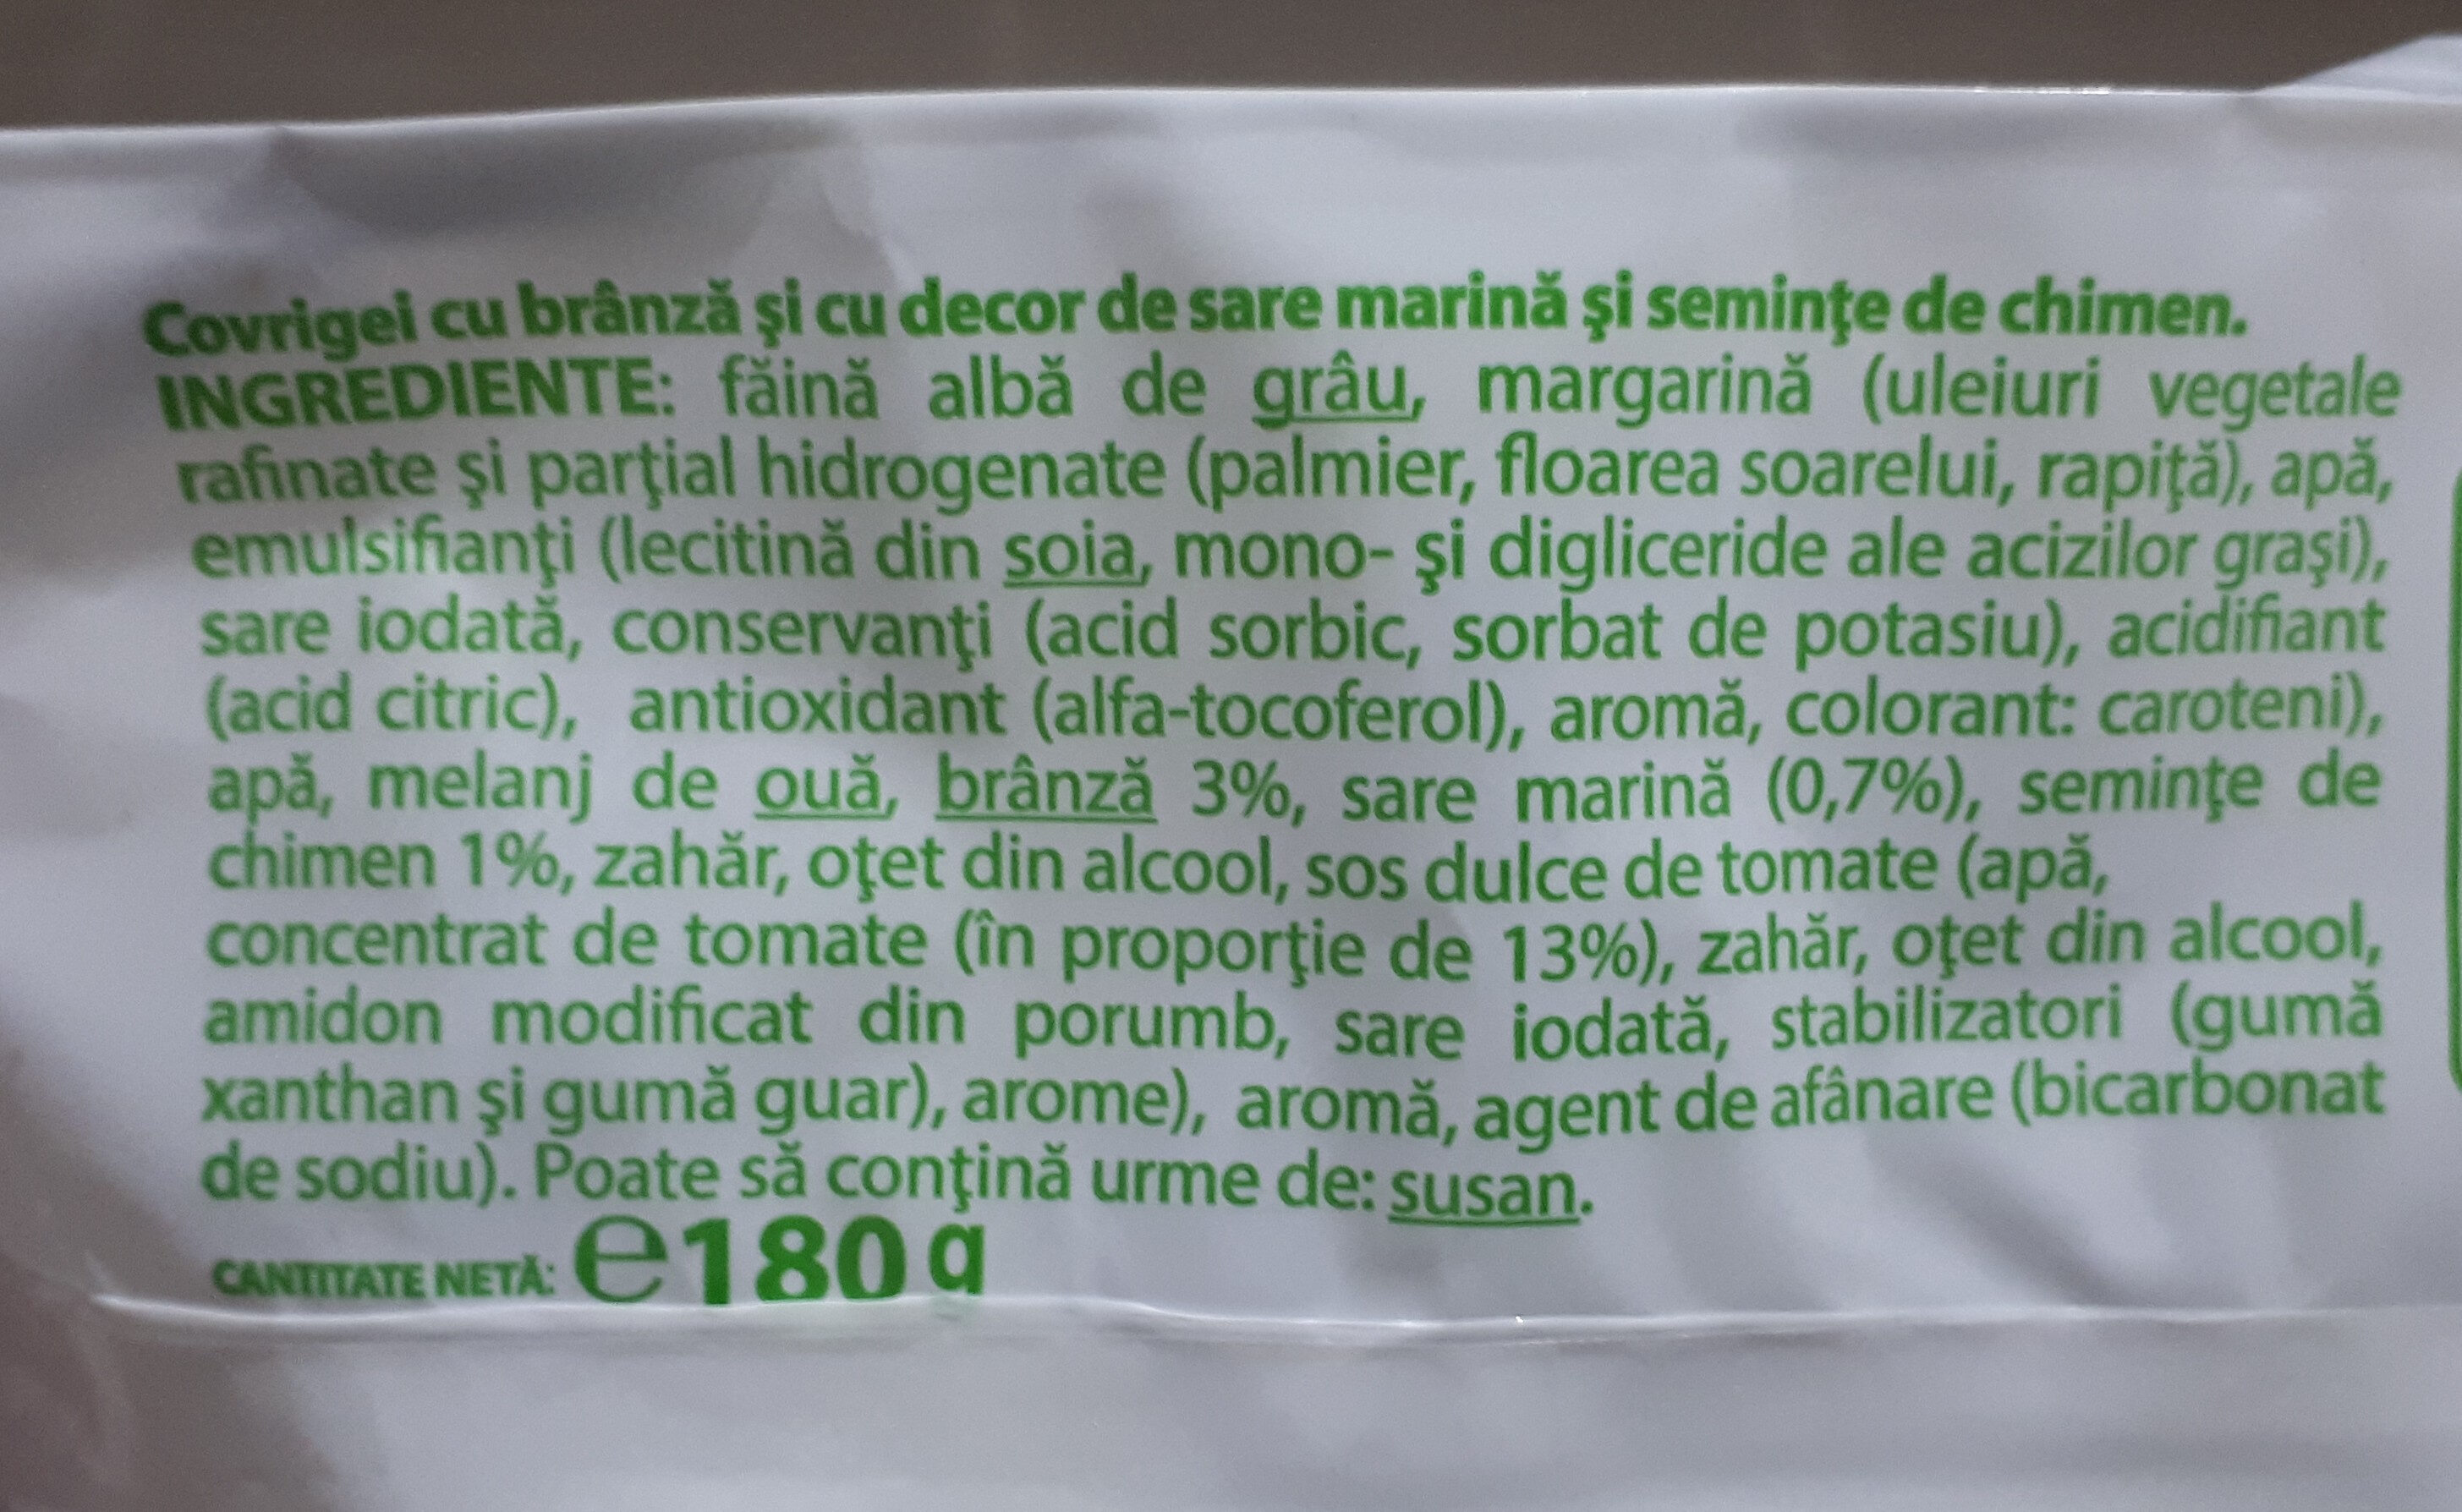 Covrigei cu brânză şi cu decor de sare marină şi seminţe de chimen.
INGREDIENTE: făină albă de grâu, margarină (uleiuri vegetale
rafinate şi parţial hidrogenate (palmier, floarea soarelui, rapiţă), apă,
emulsifianţi (lecitină din soia, mono- şi digliceride ale acizilor graşi),
sare iodată, conservanţi (acid sorbic, sorbat de potasiu), acidifiant
(acid citric), antioxidant (alfa-tocoferol), aromă, colorant: caroteni),
apă, melanj de ouă, brânză 3%, sare marină (0,7%), seminţe de
chimen 1%, zahăr, oţet din alcool, sos dulce de tomate (apă,
concentrat de tomate (în proporţie de 13%), zahăr, oţet din alcool,
amidon modificat din porumb, sare iodată, stabilizatori (gumă
xanthan şi gumă guar), arome), aromă, agent de afânare (bicarbonat
de sodiu). Poate să conţină urme de: susan.
CANTITATE NETĂ: ℮180 g